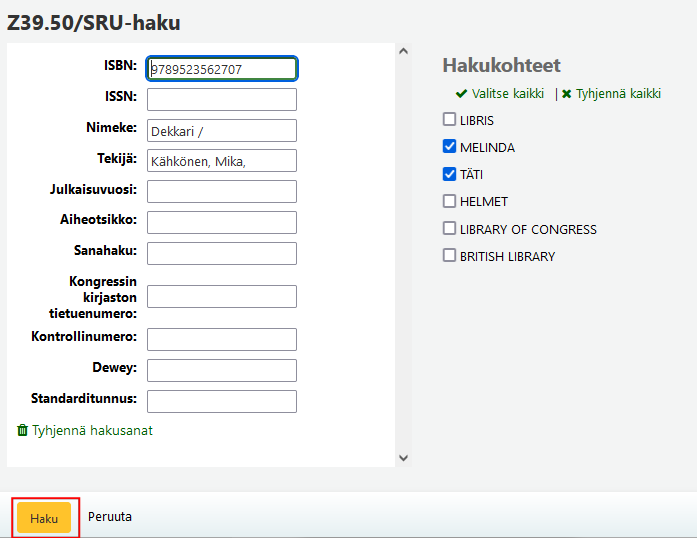 Z39.50/SRU-haku
ISBN: 9789523562707
ISSN:
Nimeke: Dekkari /
Tekijä: Kähkönen, Mika,
Julkaisuvuosi:
Aiheotsikko:
Sanahaku:
Kongressin
kirjaston
tietuenumero:
Kontrollinumero:
Dewey:
Standarditunnus:
Tyhjennä hakusanat
Hakukohteet
Valitse kaikki | Tyhjennä kaikki
LIBRIS
MELINDA
TÄTI
HELMET
LIBRARY OF CONGRESS
BRITISH LIBRARY
Haku Peruuta